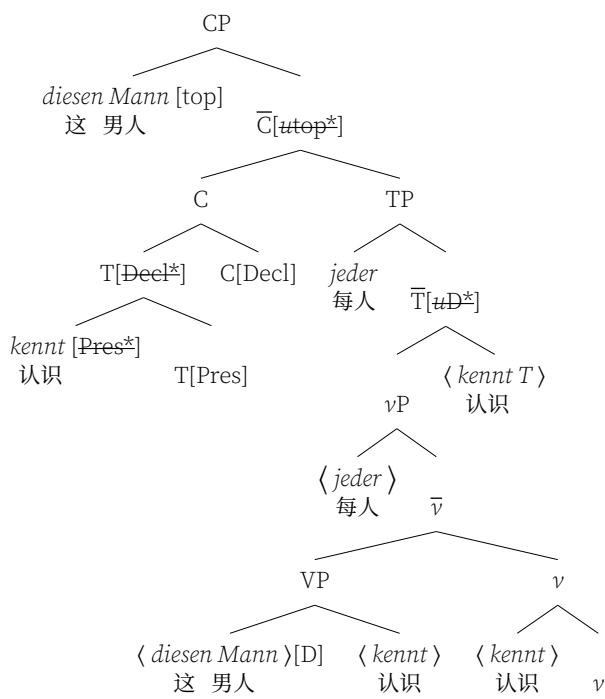 CP
diesen Mann [top]
这 男人
C̅[utop*]
C TP
T[Decl*] C[Decl] jeder
每人 T̅[uD*]
kennt [Pres*]
认识 T[Pres]
⟨ kennt T ⟩
认识
vP
⟨ jeder ⟩
每人 v̅
VP v
⟨ diesen Mann ⟩[D] ⟨ kennt ⟩ ⟨ kennt ⟩
这 男人 认识 认识 v